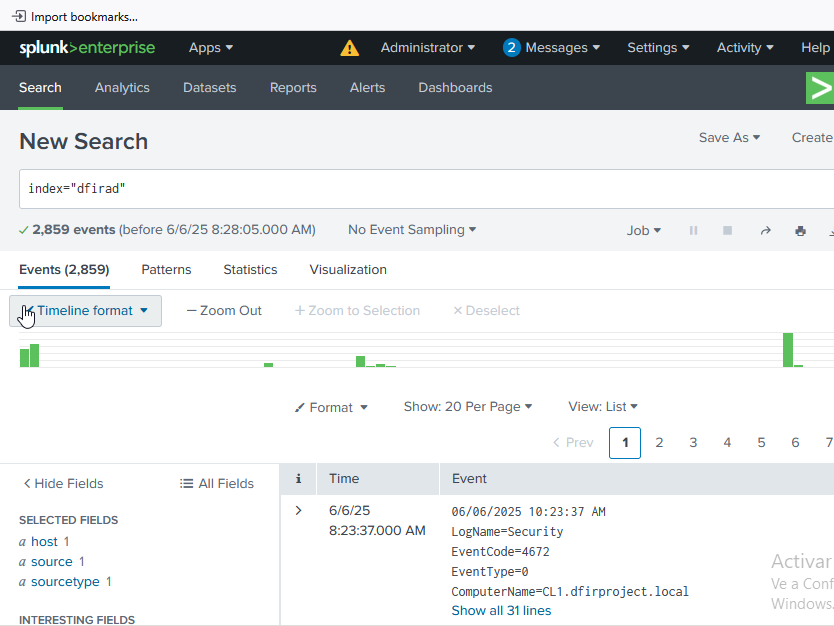 Import bookmarks...
splunk>enterprise Apps Administrator 2 Messages Settings Activity Help
Search Analytics Datasets Reports Alerts Dashboards
New Search
Save As Create
index="dfirad"
2,859 events (before 6/6/25 8:28:05.000 AM) No Event Sampling Job
Events (2,859) Patterns Statistics Visualization
Timeline format — Zoom Out + Zoom to Selection × Deselect
Format Show: 20 Per Page View: List
< Prev 1 2 3 4 5 6 7
< Hide Fields All Fields i Time Event
SELECTED FIELDS
a host 1
a source 1
a sourcetype 1
INTERESTING FIELDS
> 6/6/25
8:23:37.000 AM
06/06/2025 10:23:37 AM
LogName=Security
EventCode=4672
EventType=0
ComputerName=CL1.dfirproject.local
Show all 31 lines
Activar
Ve a Conf
Windows.